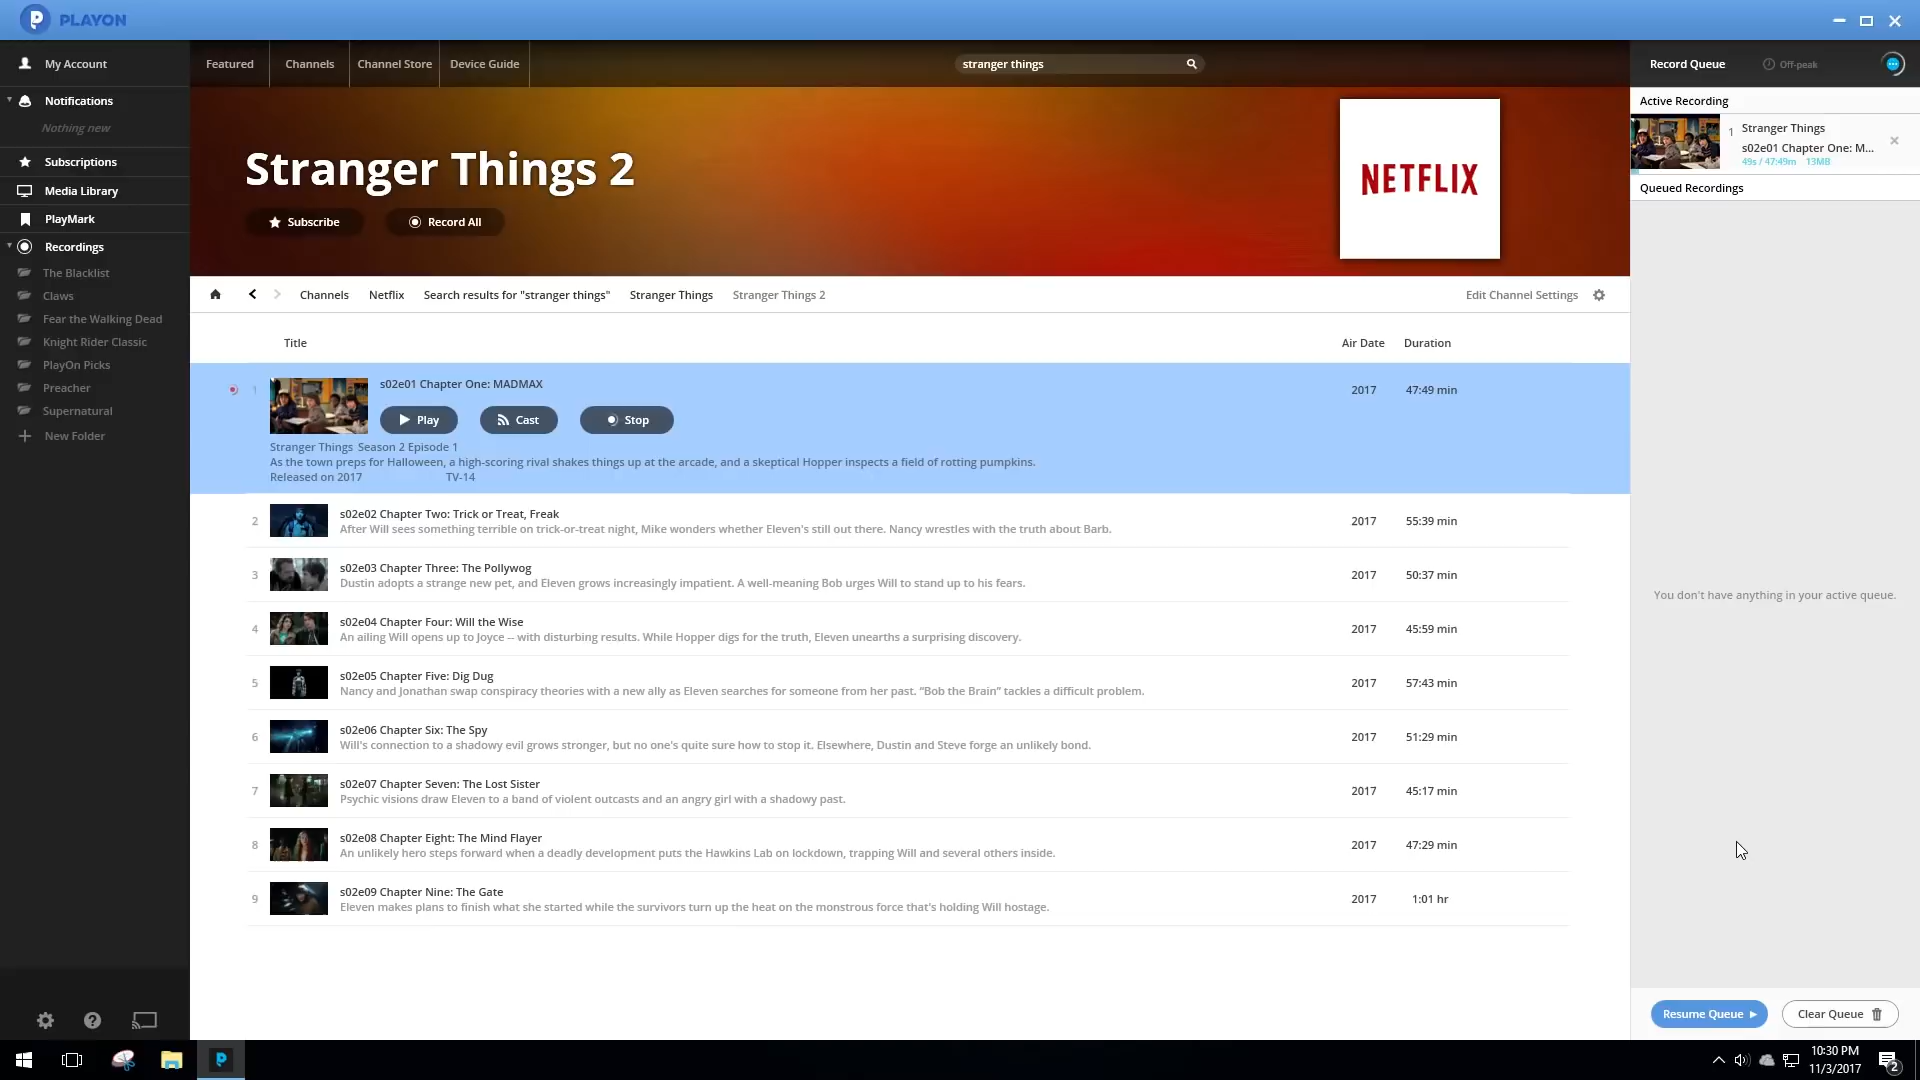 PLAYON
My Account
Notifications
Nothing new
Subscriptions
Media Library
PlayMark
Recordings
The Blacklist
Claws
Fear the Walking Dead
Knight Rider Classic
PlayOn Picks
Preacher
Supernatural
New Folder
Featured
Channels
Channel Store
Device Guide
stranger things
Stranger Things 2
Subscribe
Record All
NETFLIX
Channels
Netflix
Search results for "stranger things"
Stranger Things
Stranger Things 2
Edit Channel Settings
Title
Air Date
Duration
1
s02e01 Chapter One: MADMAX
2017
47:49 min
Play
Cast
Stop
Stranger Things Season 2 Episode 1
As the town preps for Halloween, a high-scoring rival shakes things up at the arcade, and a skeptical Hopper inspects a field of rotting pumpkins.
Released on 2017
TV-14
2
s02e02 Chapter Two: Trick or Treat, Freak
After Will sees something terrible on trick-or-treat night, Mike wonders whether Eleven's still out there. Nancy wrestles with the truth about Barb.
2017
55:39 min
3
s02e03 Chapter Three: The Pollywog
Dustin adopts a strange new pet, and Eleven grows increasingly impatient. A well-meaning Bob urges Will to stand up to his fears.
2017
50:37 min
4
s02e04 Chapter Four: Will the Wise
An ailing Will opens up to Joyce -- with disturbing results. While Hopper digs for the truth, Eleven unearths a surprising discovery.
2017
45:59 min
5
s02e05 Chapter Five: Dig Dug
Nancy and Jonathan swap conspiracy theories with a new ally as Eleven searches for someone from her past. “Bob the Brain” tackles a difficult problem.
2017
57:43 min
6
s02e06 Chapter Six: The Spy
Will's connection to a shadowy evil grows stronger, but no one's quite sure how to stop it. Elsewhere, Dustin and Steve forge an unlikely bond.
2017
51:29 min
7
s02e07 Chapter Seven: The Lost Sister
Psychic visions draw Eleven to a band of violent outcasts and an angry girl with a shadowy past.
2017
45:17 min
8
s02e08 Chapter Eight: The Mind Flayer
An unlikely hero steps forward when a deadly development puts the Hawkins Lab on lockdown, trapping Will and several others inside.
2017
47:29 min
9
s02e09 Chapter Nine: The Gate
Eleven makes plans to finish what she started while the survivors turn up the heat on the monstrous force that's holding Will hostage.
2017
1:01 hr
Record Queue
Off-peak
Active Recording
1
Stranger Things
s02e01 Chapter One: M...
49s / 47:49m 13MB
Queued Recordings
You don't have anything in your active queue.
Resume Queue
Clear Queue
10:30 PM
11/3/2017
2